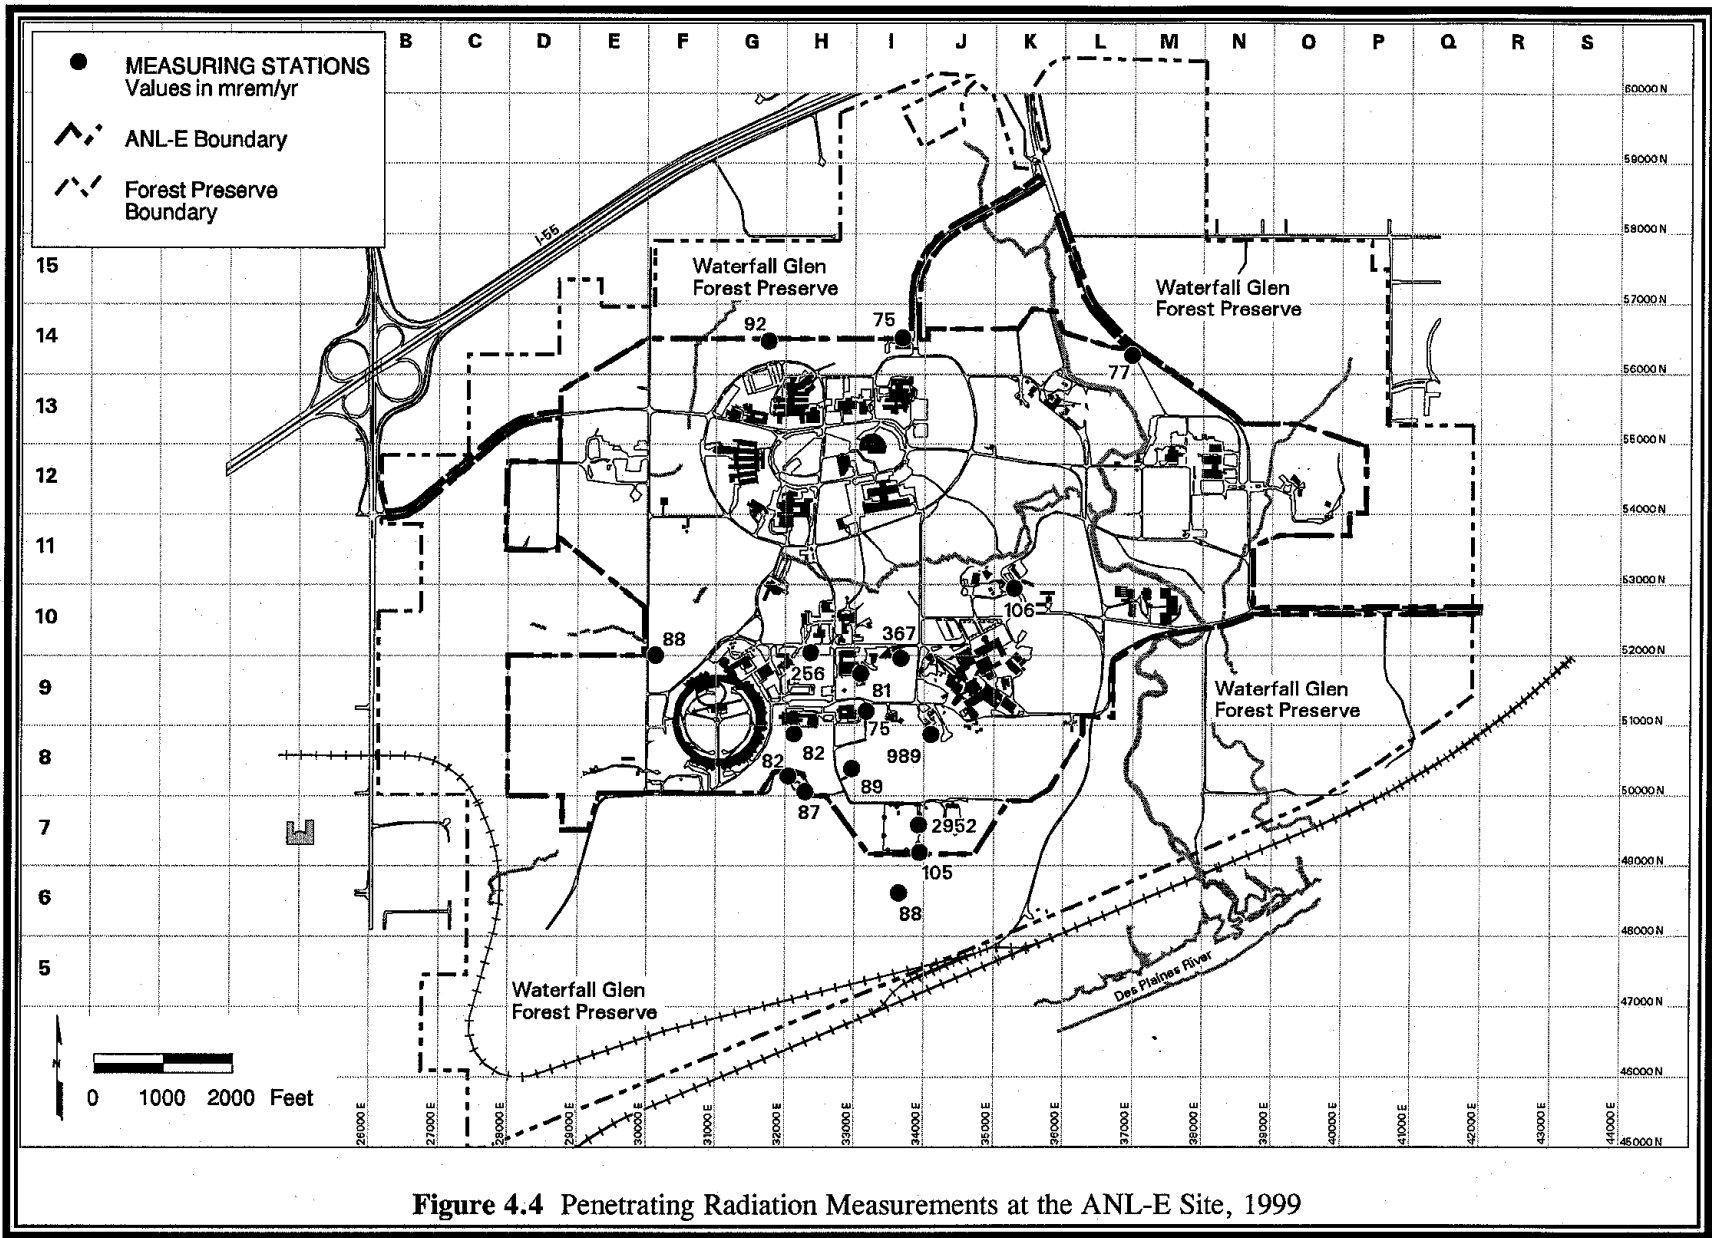 B C D E F G H I J K L M N O P Q R S
MEASURING STATIONS
Values in mrem/yr
ANL-E Boundary
Forest Preserve
Boundary
60000 N
59000 N
58000 N
57000 N
56000 N
55000 N
54000 N
53000 N
52000 N
51000 N
50000 N
49000 N
48000 N
47000 N
46000 N
45000 N
15
14
13
12
11
10
9
8
7
6
5
I-55
Waterfall Glen
Forest Preserve
Waterfall Glen
Forest Preserve
92
75
77
106
88
367
256
81
75
82
989
82
89
87
2952
105
88
Waterfall Glen
Forest Preserve
Waterfall Glen
Forest Preserve
Des Plaines River
N
0 1000 2000 Feet
26000 E
27000 E
28000 E
29000 E
30000 E
31000 E
32000 E
33000 E
34000 E
35000 E
36000 E
37000 E
38000 E
39000 E
40000 E
41000 E
42000 E
43000 E
44000 E
Figure 4.4 Penetrating Radiation Measurements at the ANL-E Site, 1999